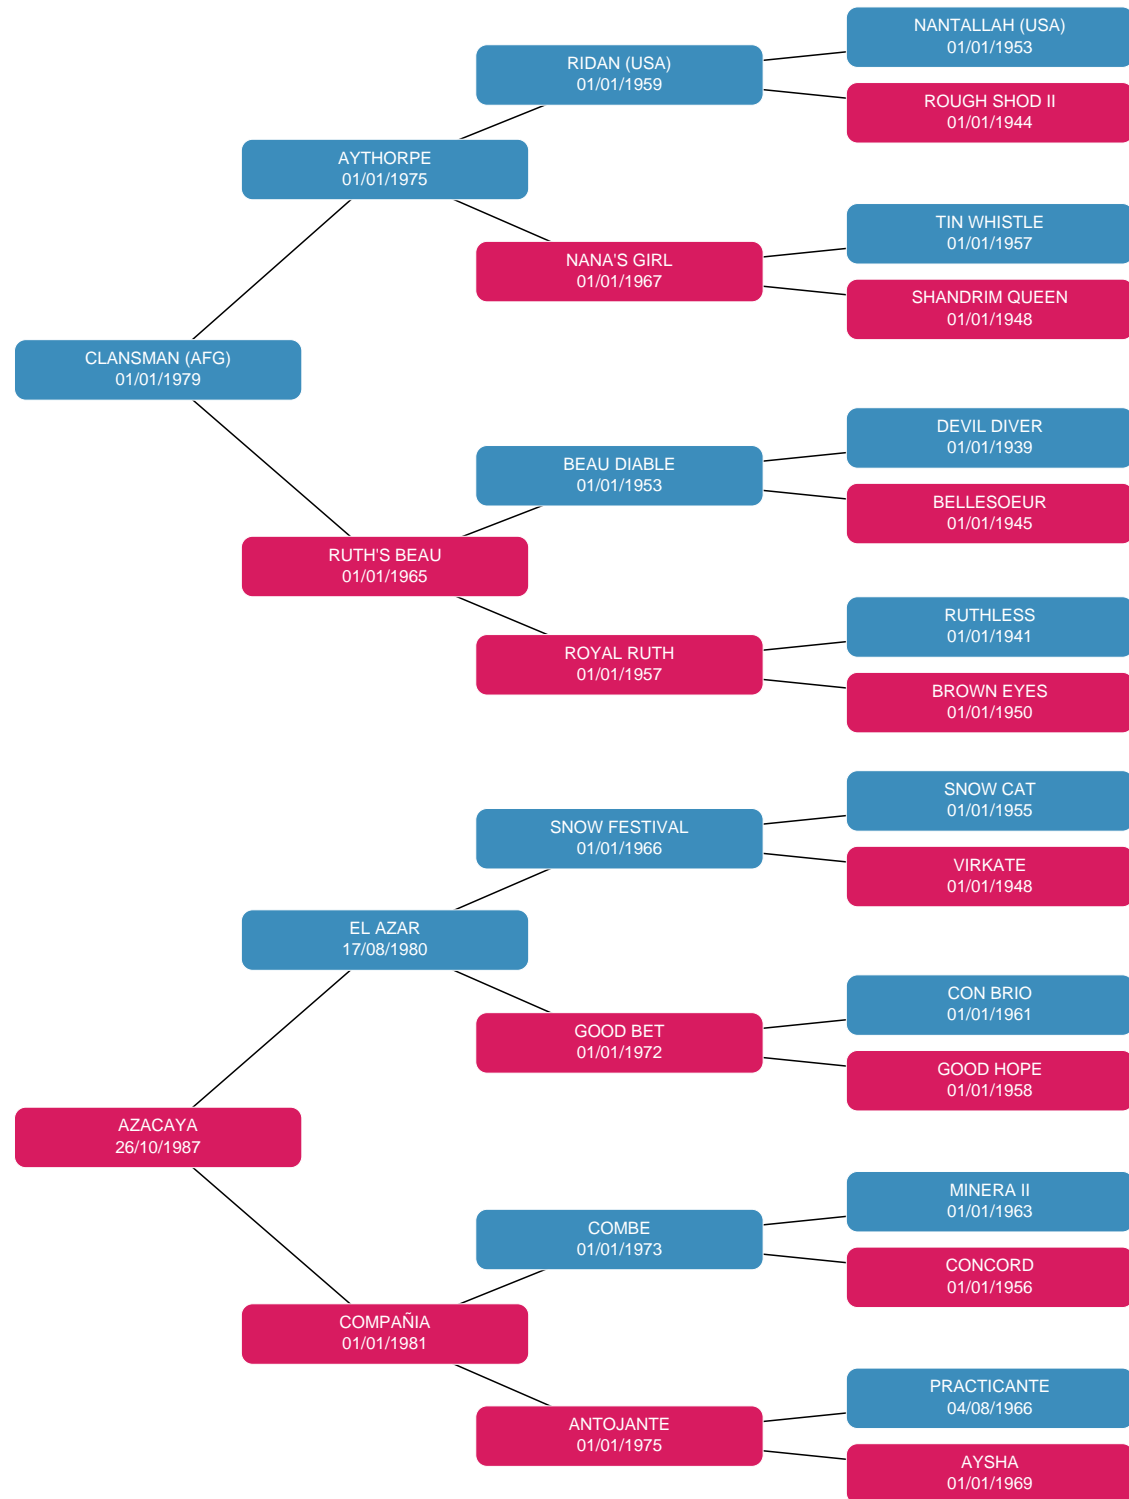 NANTALLAH (USA)
01/01/1953
RIDAN (USA)
01/01/1959
ROUGH SHOD II
01/01/1944
AYTHORPE
01/01/1975
TIN WHISTLE
01/01/1957
NANA'S GIRL
01/01/1967
SHANDRIM QUEEN
01/01/1948
CLANSMAN (AFG)
01/01/1979
DEVIL DIVER
01/01/1939
BEAU DIABLE
01/01/1953
BELLESOEUR
01/01/1945
RUTH'S BEAU
01/01/1965
RUTHLESS
01/01/1941
ROYAL RUTH
01/01/1957
BROWN EYES
01/01/1950
SNOW CAT
01/01/1955
SNOW FESTIVAL
01/01/1966
VIRKATE
01/01/1948
EL AZAR
17/08/1980
CON BRIO
01/01/1961
GOOD BET
01/01/1972
GOOD HOPE
01/01/1958
AZACAYA
26/10/1987
MINERA II
01/01/1963
COMBE
01/01/1973
CONCORD
01/01/1956
COMPAÑIA
01/01/1981
PRACTICANTE
04/08/1966
ANTOJANTE
01/01/1975
AYSHA
01/01/1969